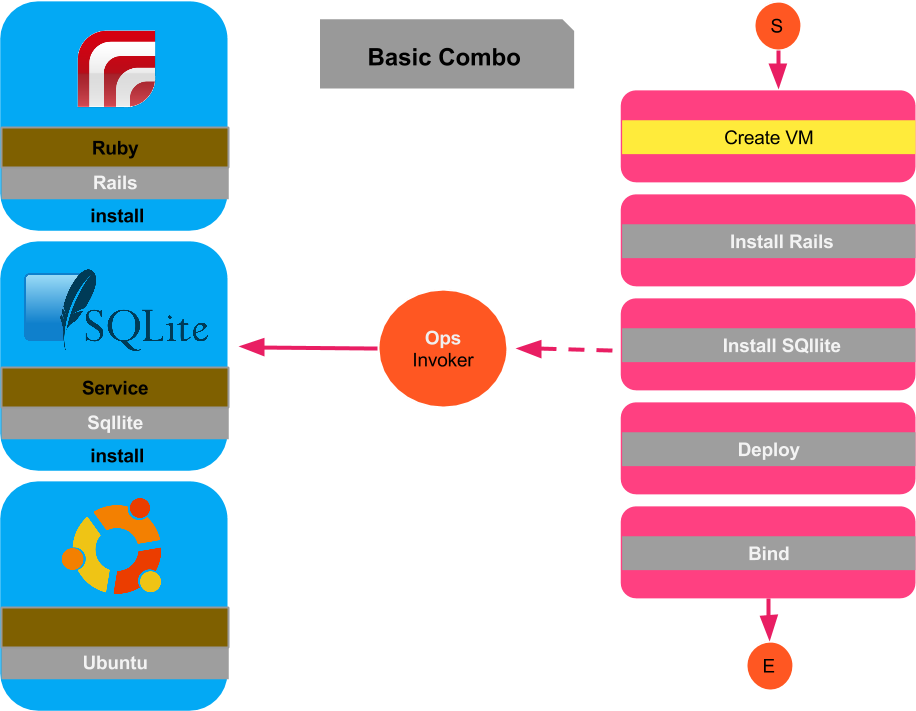 Basic Combo
Ruby
Rails
install
SQLite
Service
Sqllite
install
Ubuntu
Ops
Invoker
S
Create VM
Install Rails
Install SQllite
Deploy
Bind
E